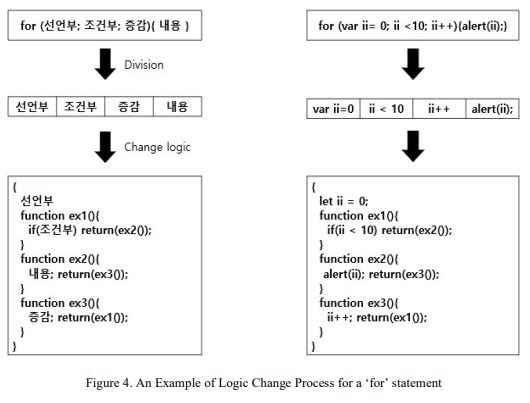 for (선언부; 조건부; 증감){ 내용 }
Division
선언부 조건부 증감 내용
Change logic
{
선언부
function ex1(){
if(조건부) return(ex2());
}
function ex2(){
내용; return(ex3());
}
function ex3(){
증감; return(ex1());
}
}
for (var ii= 0; ii <10; ii++){alert(ii);}
var ii=0 ii < 10 ii++ alert(ii);
{
let ii = 0;
function ex1(){
if(ii < 10) return(ex2());
}
function ex2(){
alert(ii); return(ex3());
}
function ex3(){
ii++; return(ex1());
}
}
Figure 4. An Example of Logic Change Process for a ‘for’ statement